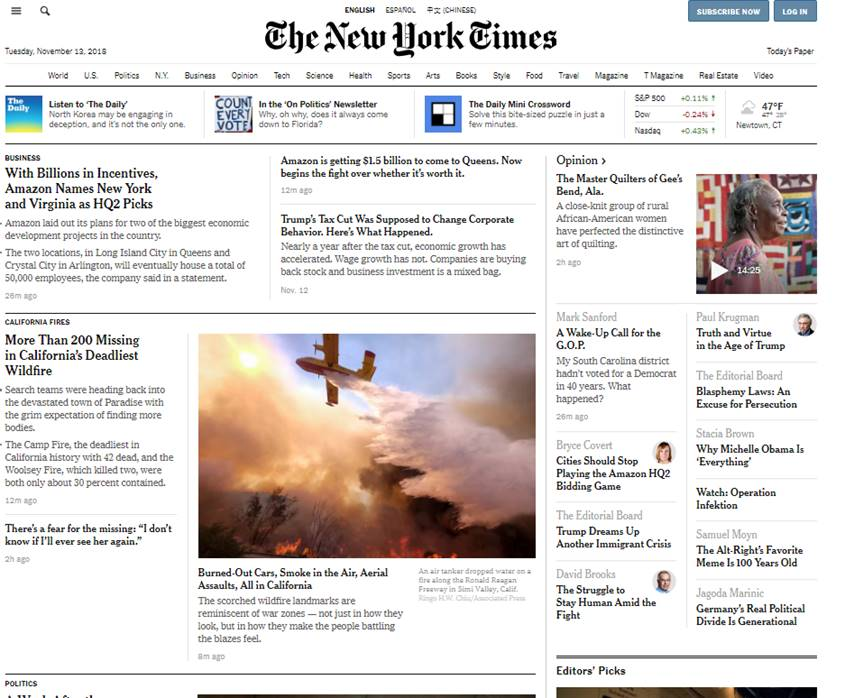 ENGLISH ESPAÑOL 中文 (CHINESE)
SUBSCRIBE NOW LOG IN
The New York Times
Tuesday, November 13, 2018
Today's Paper
World U.S. Politics N.Y. Business Opinion Tech Science Health Sports Arts Books Style Food Travel Magazine T Magazine Real Estate Video
The
Daily
Listen to 'The Daily'
North Korea may be engaging in
deception, and it's not the only one.
COUNT
EVERY
VOTE
In the 'On Politics' Newsletter
Why, oh why, does it always come
down to Florida?
The Daily Mini Crossword
Solve this bite-sized puzzle in just a
few minutes.
S&P 500 +0.11% ↑
Dow -0.24% ↓
Nasdaq +0.43% ↑
47°F
47° 28°
Newtown, CT
BUSINESS
With Billions in Incentives,
Amazon Names New York
and Virginia as HQ2 Picks
• Amazon laid out its plans for two of the biggest economic
development projects in the country.
• The two locations, in Long Island City in Queens and
Crystal City in Arlington, will eventually house a total of
50,000 employees, the company said in a statement.
26m ago
Amazon is getting $1.5 billion to come to Queens. Now
begins the fight over whether it's worth it.
12m ago
Trump's Tax Cut Was Supposed to Change Corporate
Behavior. Here's What Happened.
Nearly a year after the tax cut, economic growth has
accelerated. Wage growth has not. Companies are buying
back stock and business investment is a mixed bag.
Nov. 12
CALIFORNIA FIRES
More Than 200 Missing
in California's Deadliest
Wildfire
• Search teams were heading back into
the devastated town of Paradise with
the grim expectation of finding more
bodies.
• The Camp Fire, the deadliest in
California history with 42 dead, and the
Woolsey Fire, which killed two, were
both only about 30 percent contained.
12m ago
There's a fear for the missing: "I don't
know if I'll ever see her again."
2h ago
Burned-Out Cars, Smoke in the Air, Aerial
Assaults, All in California
The scorched wildfire landmarks are
reminiscent of war zones — not just in how they
look, but in how they make the people battling
the blazes feel.
8m ago
An air tanker dropped water on a
fire along the Ronald Reagan
Freeway in Simi Valley, Calif.
Ringo H.W. Chiu/Associated Press
POLITICS
Opinion ›
The Master Quilters of Gee's
Bend, Ala.
A close-knit group of rural
African-American women
have perfected the distinctive
art of quilting.
2h ago
14:25
Mark Sanford
A Wake-Up Call for the
G.O.P.
My South Carolina district
hadn't voted for a Democrat
in 40 years. What
happened?
26m ago
Bryce Covert
Cities Should Stop
Playing the Amazon HQ2
Bidding Game
The Editorial Board
Trump Dreams Up
Another Immigrant Crisis
David Brooks
The Struggle to
Stay Human Amid the
Fight
Paul Krugman
Truth and Virtue
in the Age of Trump
The Editorial Board
Blasphemy Laws: An
Excuse for Persecution
Stacia Brown
Why Michelle Obama Is
'Everything'
Watch: Operation
Infektion
Samuel Moyn
The Alt-Right's Favorite
Meme Is 100 Years Old
Jagoda Marinic
Germany's Real Political
Divide Is Generational
Editors' Picks